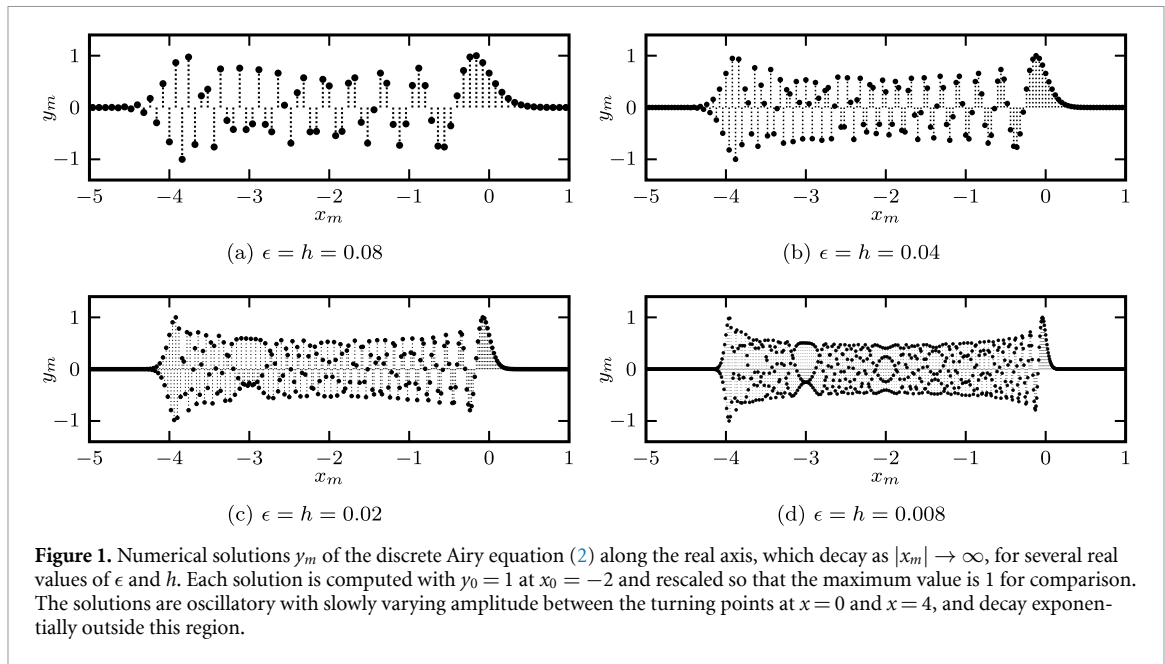 1
0
−1
y_m
−5 −4 −3 −2 −1 0 1
x_m
(a) ϵ = h = 0.08
1
0
−1
y_m
−5 −4 −3 −2 −1 0 1
x_m
(b) ϵ = h = 0.04
1
0
−1
y_m
−5 −4 −3 −2 −1 0 1
x_m
(c) ϵ = h = 0.02
1
0
−1
y_m
−5 −4 −3 −2 −1 0 1
x_m
(d) ϵ = h = 0.008
Figure 1. Numerical solutions y_m of the discrete Airy equation (2) along the real axis, which decay as |x_m| → ∞, for several real
values of ϵ and h. Each solution is computed with y_0 = 1 at x_0 = −2 and rescaled so that the maximum value is 1 for comparison.
The solutions are oscillatory with slowly varying amplitude between the turning points at x = 0 and x = 4, and decay exponen-
tially outside this region.